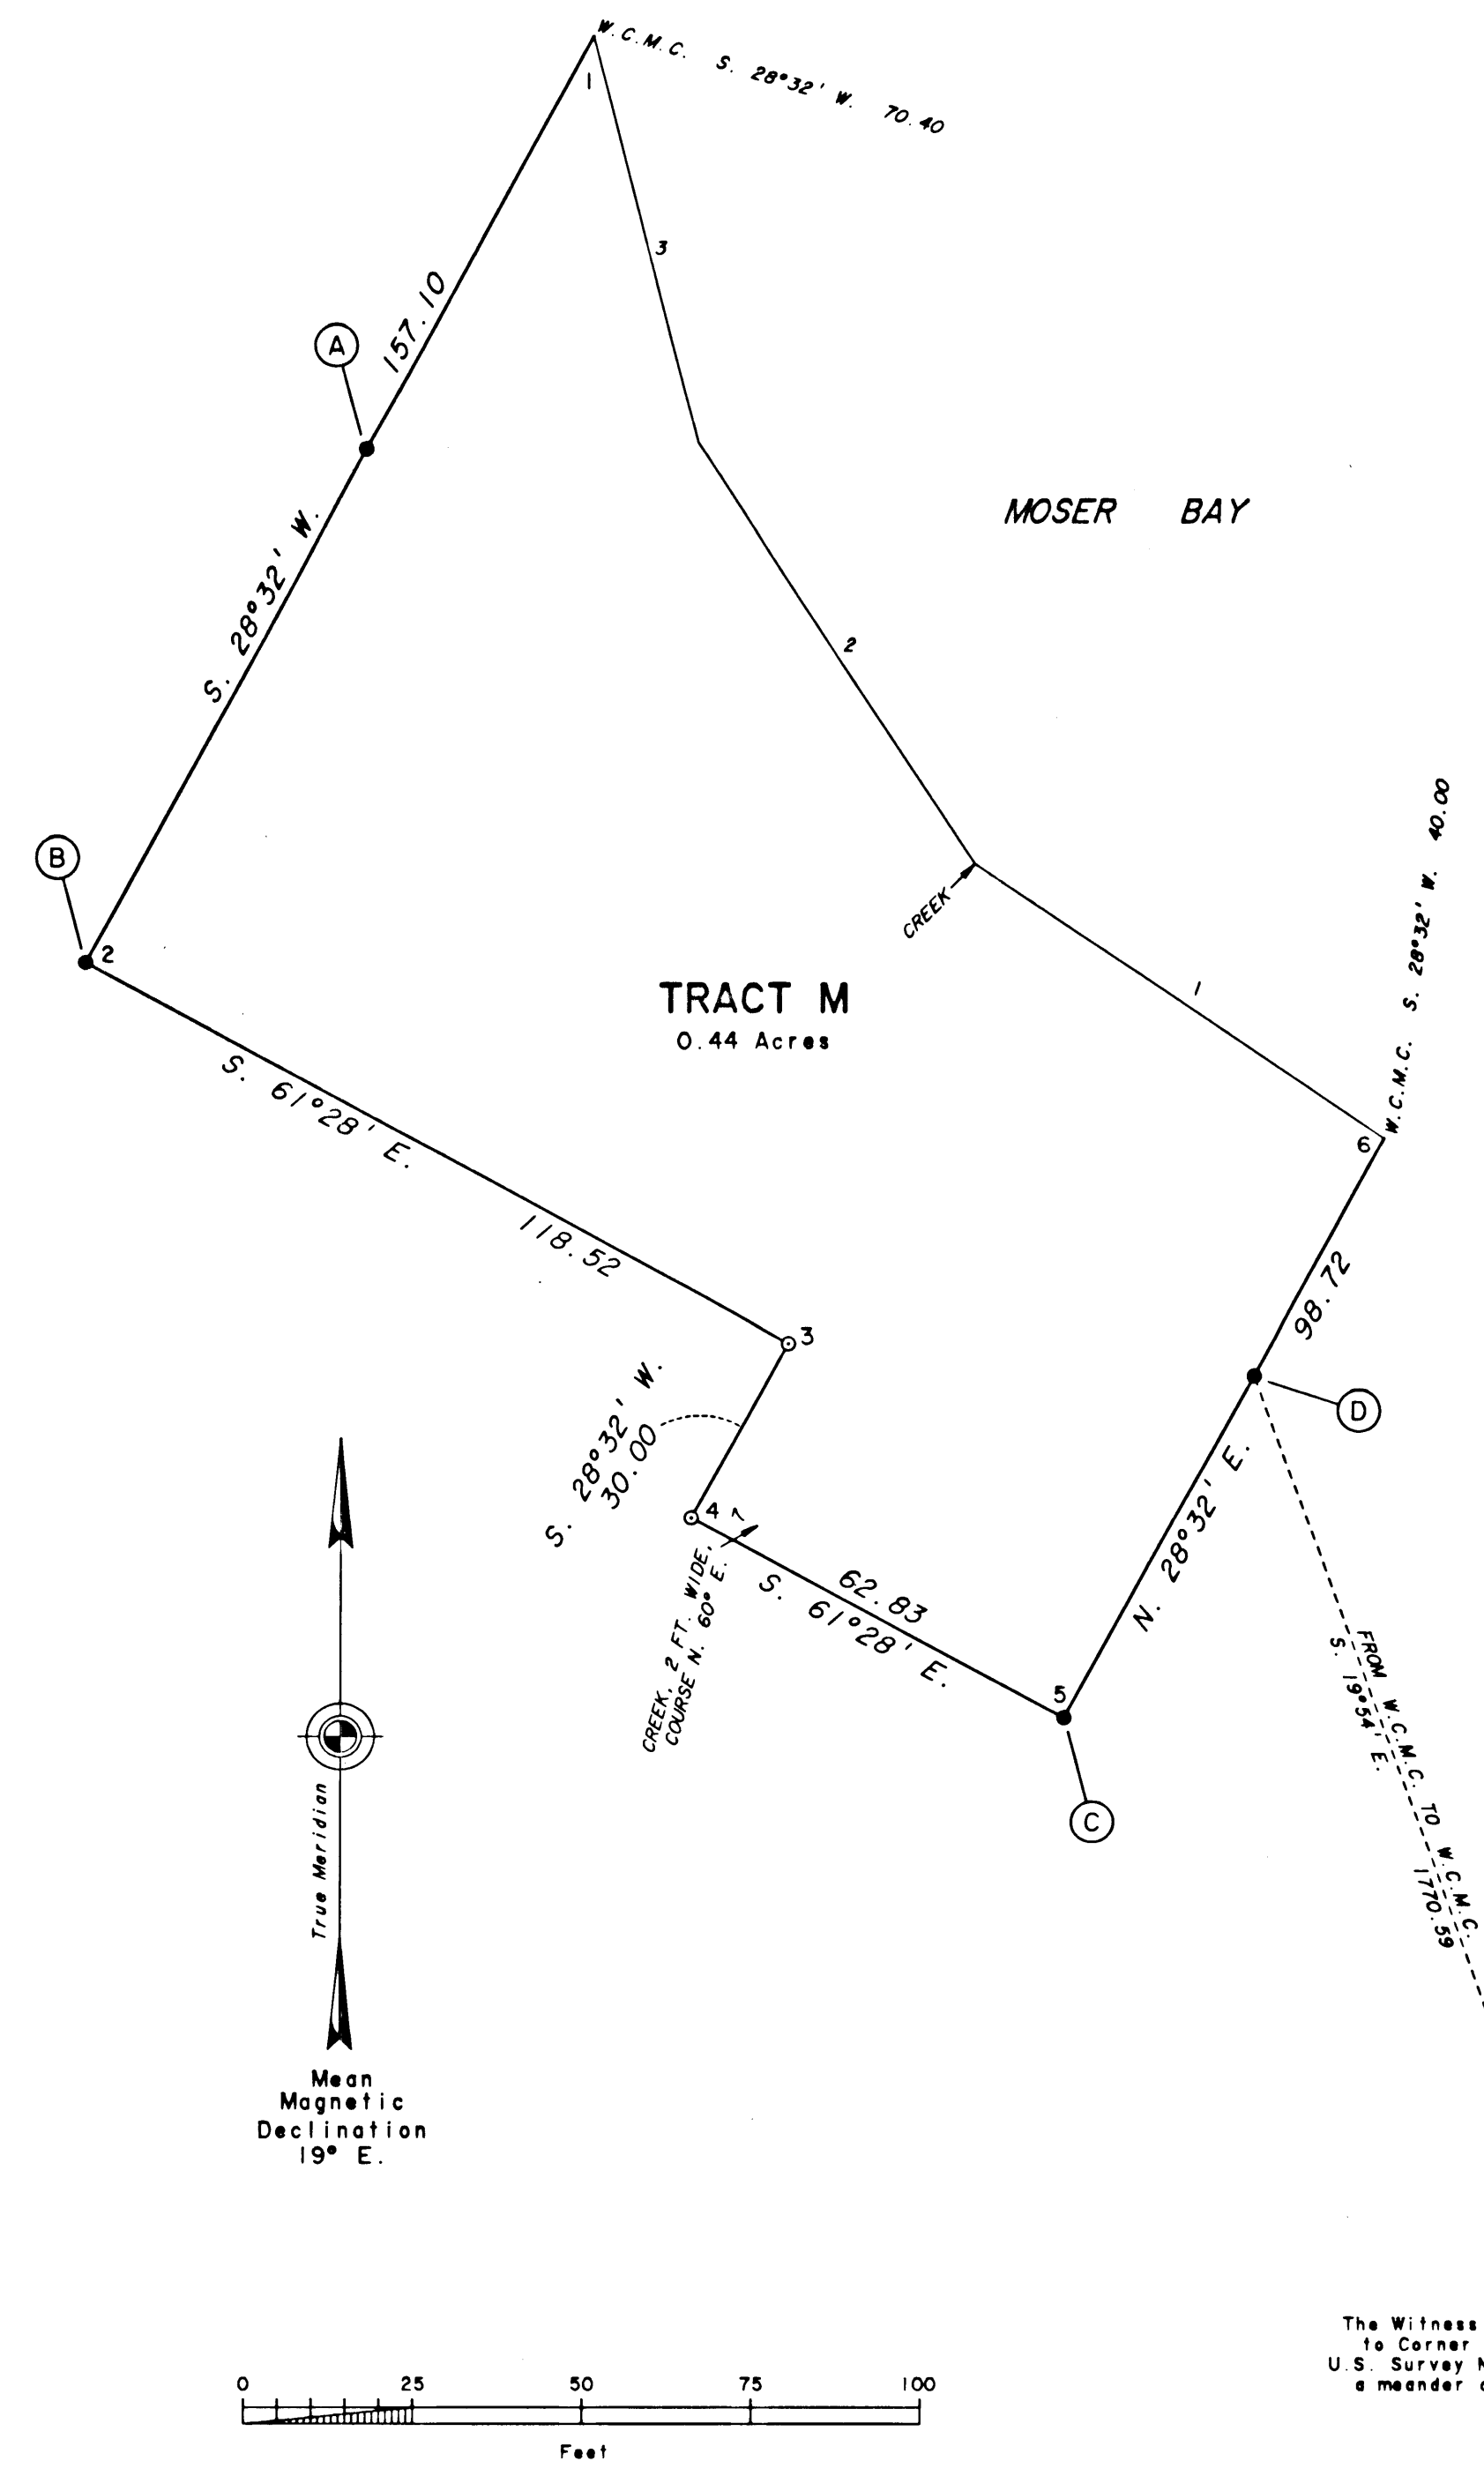 W.C.M.C. S. 28°32' W. 70.40
1
3
157.10
A
MOSER BAY
S. 28°32' W.
2
W.C.M.C. S. 28°32' W. 40.00
B
CREEK
2
TRACT M
0.44 Acres
1
S. 61°28' E.
118.52
6
98.72
3
S. 28°32' W.
30.00
D
4
CREEK, 2 FT. WIDE,
COURSE N. 60° E.
62.83
S. 61°28' E.
N. 28°32' E.
5
C
FROM W.C.M.C. TO W.C.M.C.
S. 19°54' E. 1770.59
True Meridian
Mean
Magnetic
Declination
19° E.
The Witness
to Corner
U.S. Survey
a meander
0 25 50 75 100
Feet